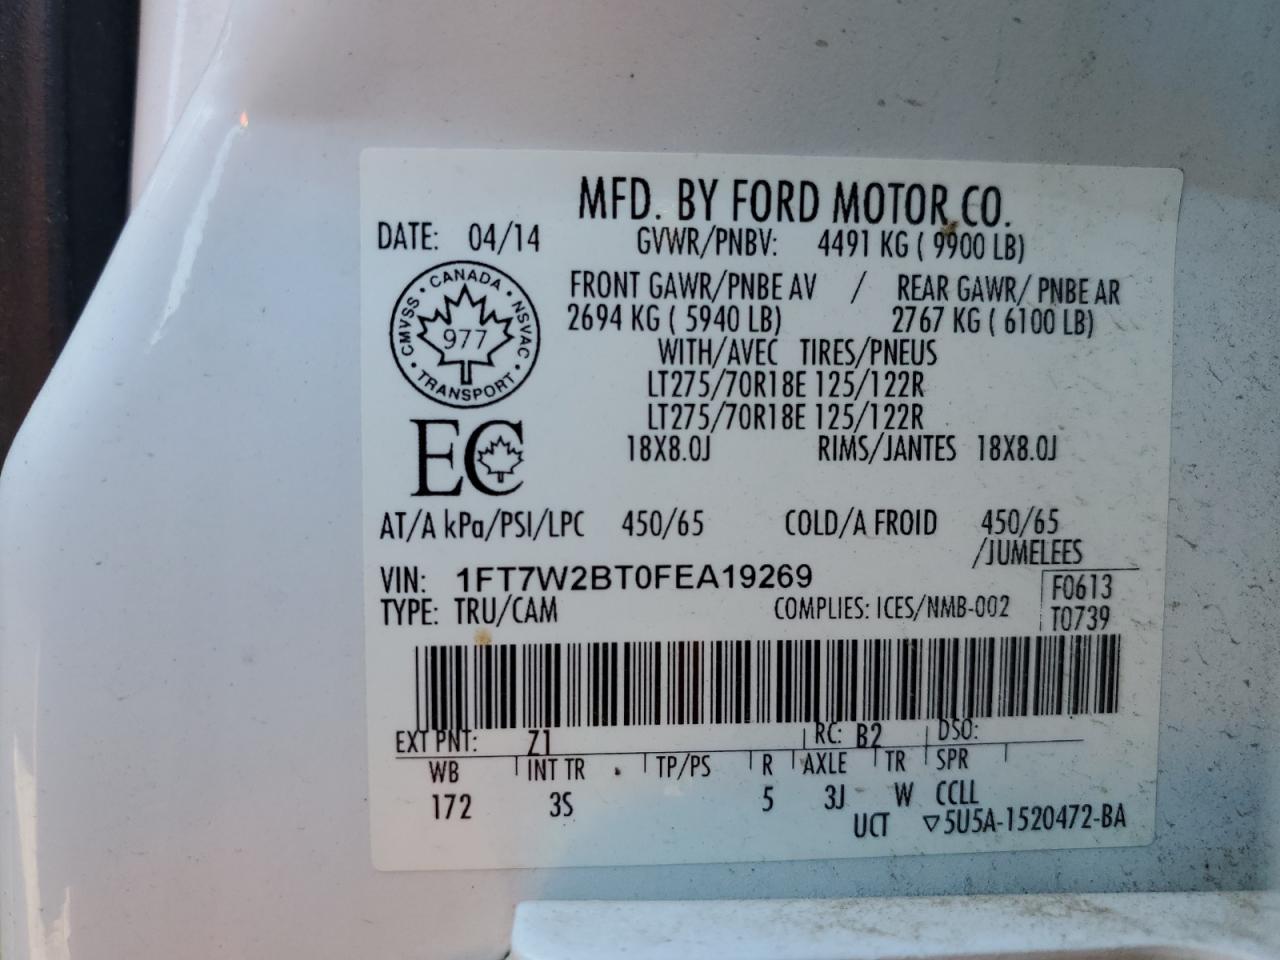 MFD. BY FORD MOTOR CO.
DATE: 04/14
GVWR/PNBV: 4491 KG ( 9900 LB)
FRONT GAWR/PNBE AV / REAR GAWR/ PNBE AR
2694 KG ( 5940 LB) 2767 KG ( 6100 LB)
WITH/AVEC TIRES/PNEUS
LT275/70R18E 125/122R
LT275/70R18E 125/122R
18X8.0J RIMS/JANTES 18X8.0J
CMVSS • CANADA • NSVAC • TRANSPORT •
977
EC
AT/A kPa/PSI/LPC 450/65 COLD/A FROID 450/65
/JUMELEES
VIN: 1FT7W2BT0FEA19269
F0613
TYPE: TRU/CAM COMPLIES: ICES/NMB-002
T0739
EXT PNT: Z1 RC: B2 DSO:
WB INT TR TP/PS R AXLE TR SPR
172 3S 5 3J W CCLL
UCT ▽5U5A-1520472-BA